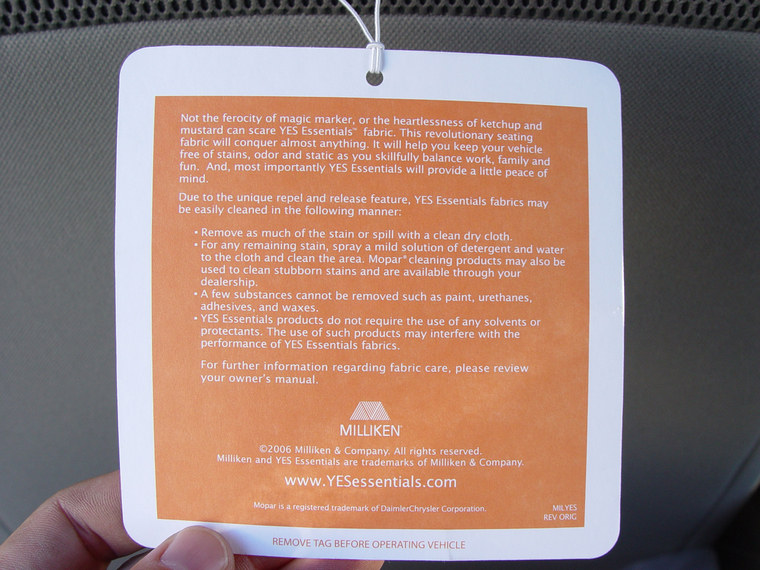 Not the ferocity of magic marker, or the heartlessness of ketchup and
mustard can scare YES Essentials™ fabric. This revolutionary seating
fabric will conquer almost anything. It will help you keep your vehicle
free of stains, odor and static as you skillfully balance work, family and
fun. And, most importantly YES Essentials will provide a little peace of
mind.
Due to the unique repel and release feature, YES Essentials fabrics may
be easily cleaned in the following manner:
• Remove as much of the stain or spill with a clean dry cloth.
• For any remaining stain, spray a mild solution of detergent and water
to the cloth and clean the area. Mopar® cleaning products may also be
used to clean stubborn stains and are available through your
dealership.
• A few substances cannot be removed such as paint, urethanes,
adhesives, and waxes.
• YES Essentials products do not require the use of any solvents or
protectants. The use of such products may interfere with the
performance of YES Essentials fabrics.
For further information regarding fabric care, please review
your owner's manual.
MILLIKEN
©2006 Milliken & Company. All rights reserved.
Milliken and YES Essentials are trademarks of Milliken & Company.
www.YESessentials.com
Mopar is a registered trademark of DaimlerChrysler Corporation.
MILYES
REV ORIG
REMOVE TAG BEFORE OPERATING VEHICLE